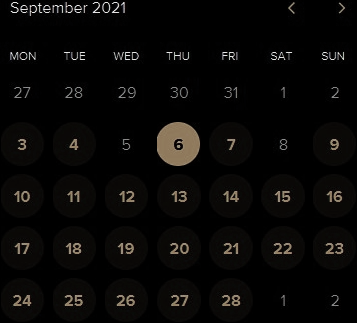 September 2021
MON TUE WED THU FRI SAT SUN
27 28 29 30 31 1 2
3 4 5 6 7 8 9
10 11 12 13 14 15 16
17 18 19 20 21 22 23
24 25 26 27 28 1 2